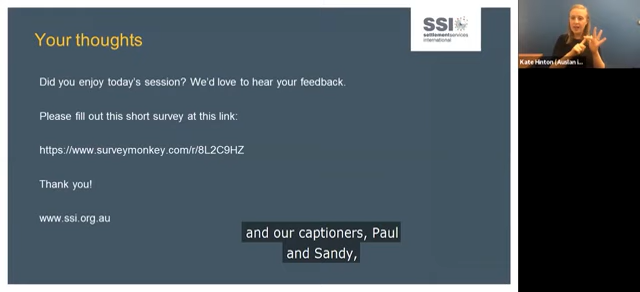 Your thoughts
SSI
settlementservices
international
Did you enjoy today's session? We'd love to hear your feedback.
Please fill out this short survey at this link:
https://www.surveymonkey.com/r/8L2C9HZ
Thank you!
www.ssi.org.au
and our captioners, Paul
and Sandy,
Kate Hinton (Auslan i...